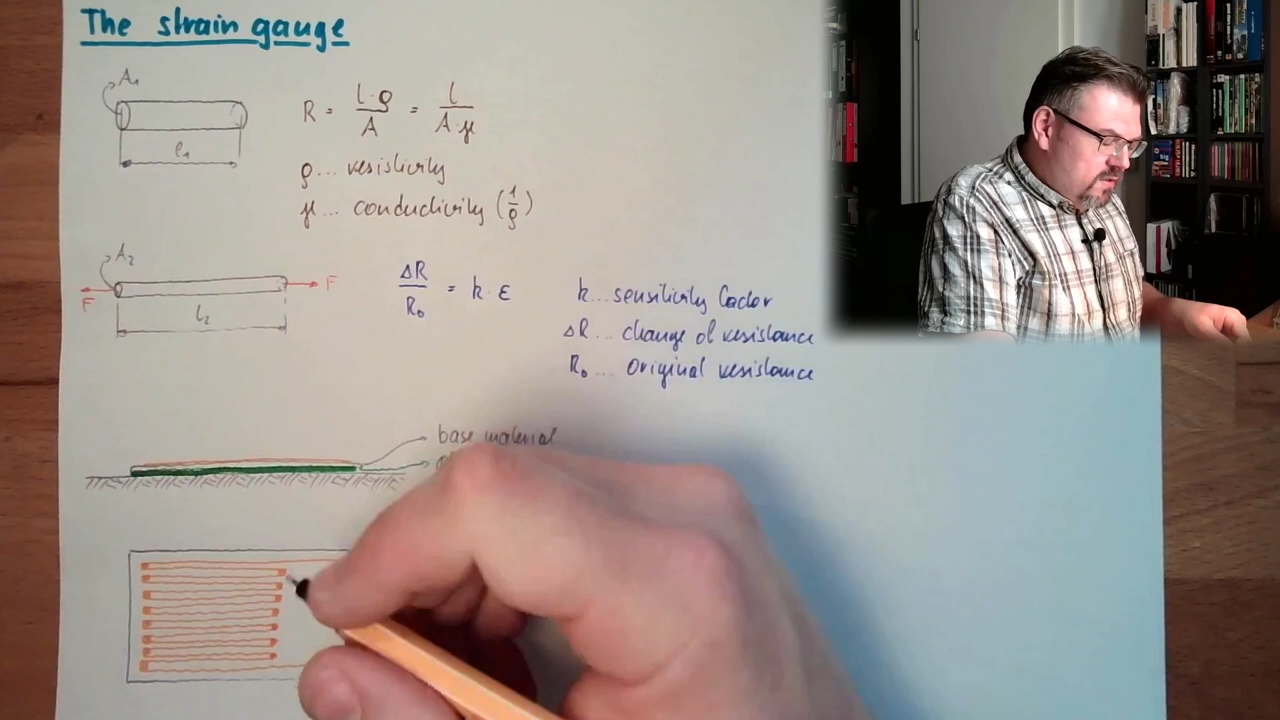 The strain gauge
A₁
R = l·ρ/A = l/A·γ
l₁
ρ... resistivity
γ... conductivity (1/ρ)
A₂
F F
l₂
ΔR/R₀ = k·ε
k... sensitivity factor
ΔR... change of resistance
R₀... original resistance
base material